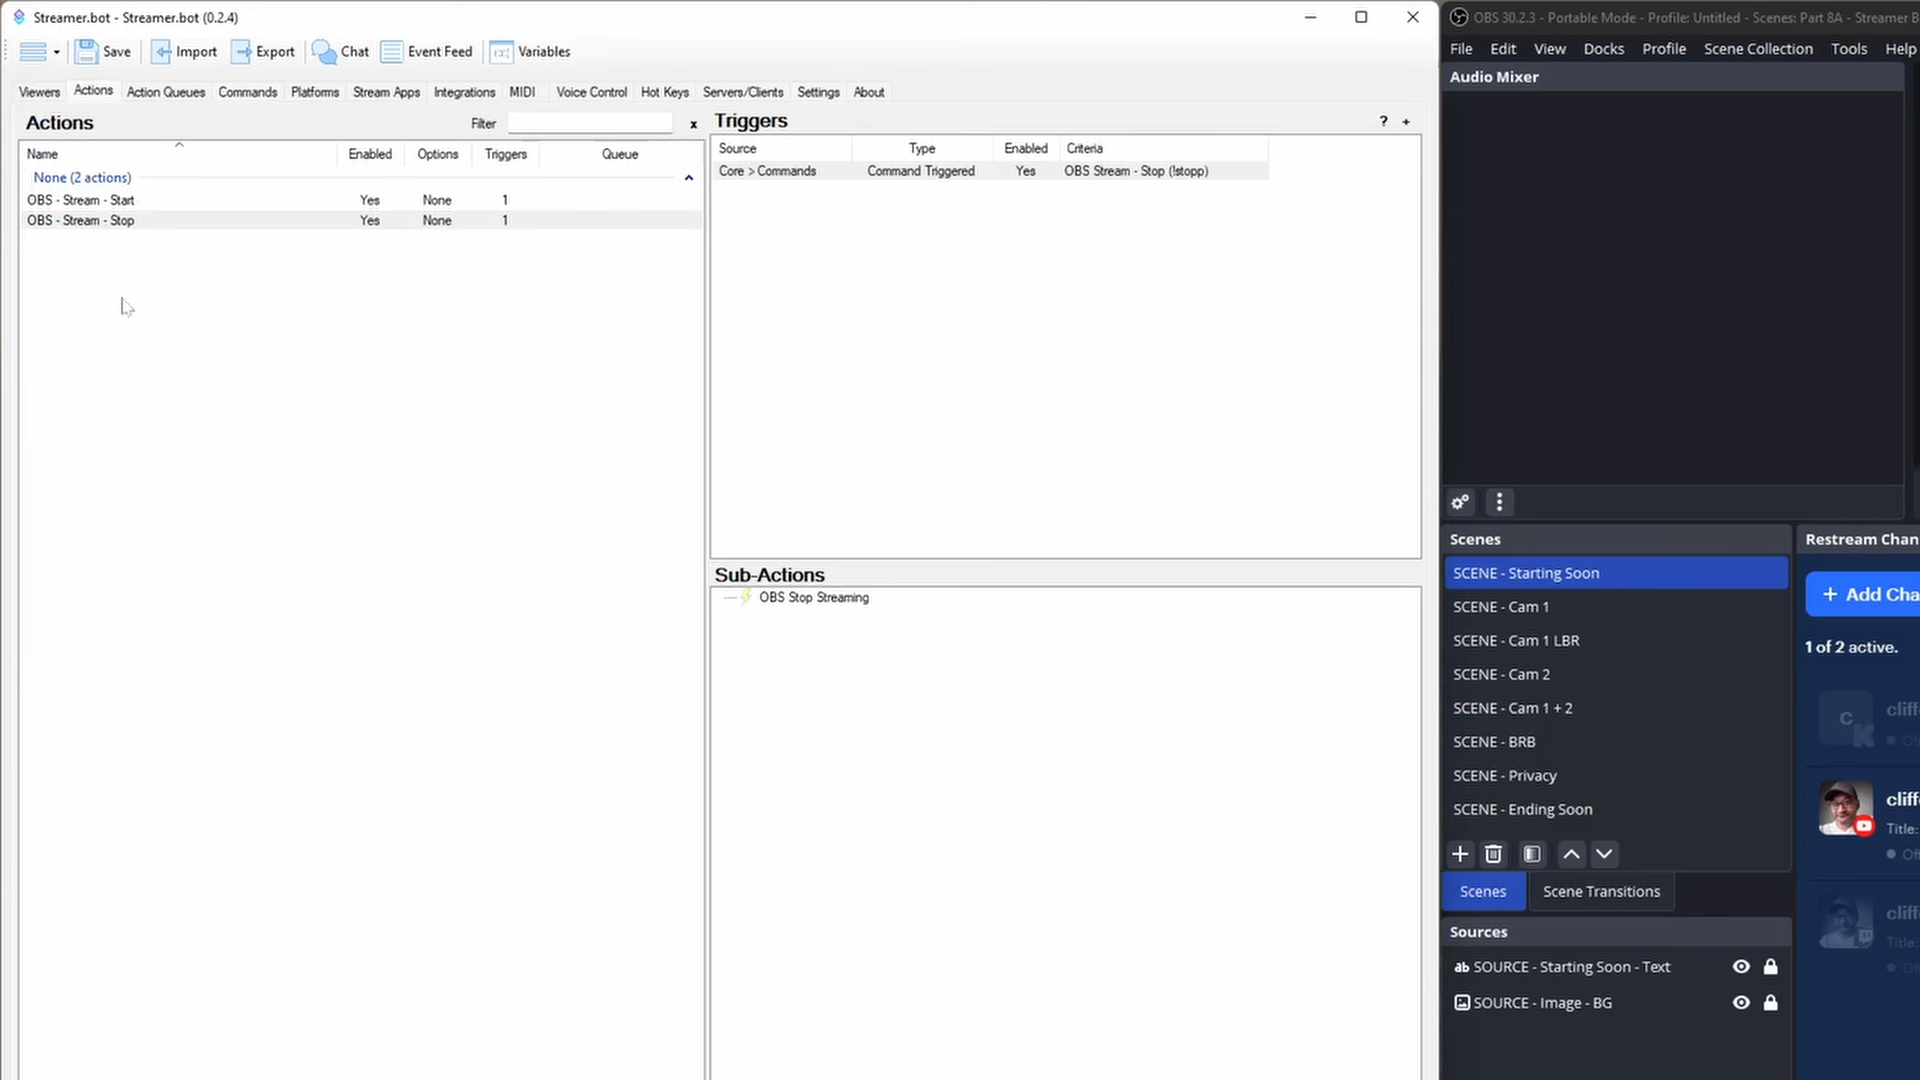 Streamer.bot - Streamer.bot (0.2.4)
Save Import Export Chat Event Feed Variables
Viewers Actions Action Queues Commands Platforms Stream Apps Integrations MIDI Voice Control Hot Keys Servers/Clients Settings About
Actions
Filter
x
Name Enabled Options Triggers Queue
None (2 actions)
OBS - Stream - Start Yes None 1
OBS - Stream - Stop Yes None 1
Triggers
? +
Source Type Enabled Criteria
Core > Commands Command Triggered Yes OBS Stream - Stop (!stopp)
Sub-Actions
OBS Stop Streaming
OBS 30.2.3 - Portable Mode - Profile: Untitled - Scenes: Part 8A - Streamer B
File Edit View Docks Profile Scene Collection Tools Help
Audio Mixer
Scenes
SCENE - Starting Soon
SCENE - Cam 1
SCENE - Cam 1 LBR
SCENE - Cam 2
SCENE - Cam 1 + 2
SCENE - BRB
SCENE - Privacy
SCENE - Ending Soon
Scenes Scene Transitions
Sources
ab SOURCE - Starting Soon - Text
SOURCE - Image - BG
Restream Chan
+ Add Cha
1 of 2 active.
C
cliff
cliff
Title:
Off
cliff
Title: